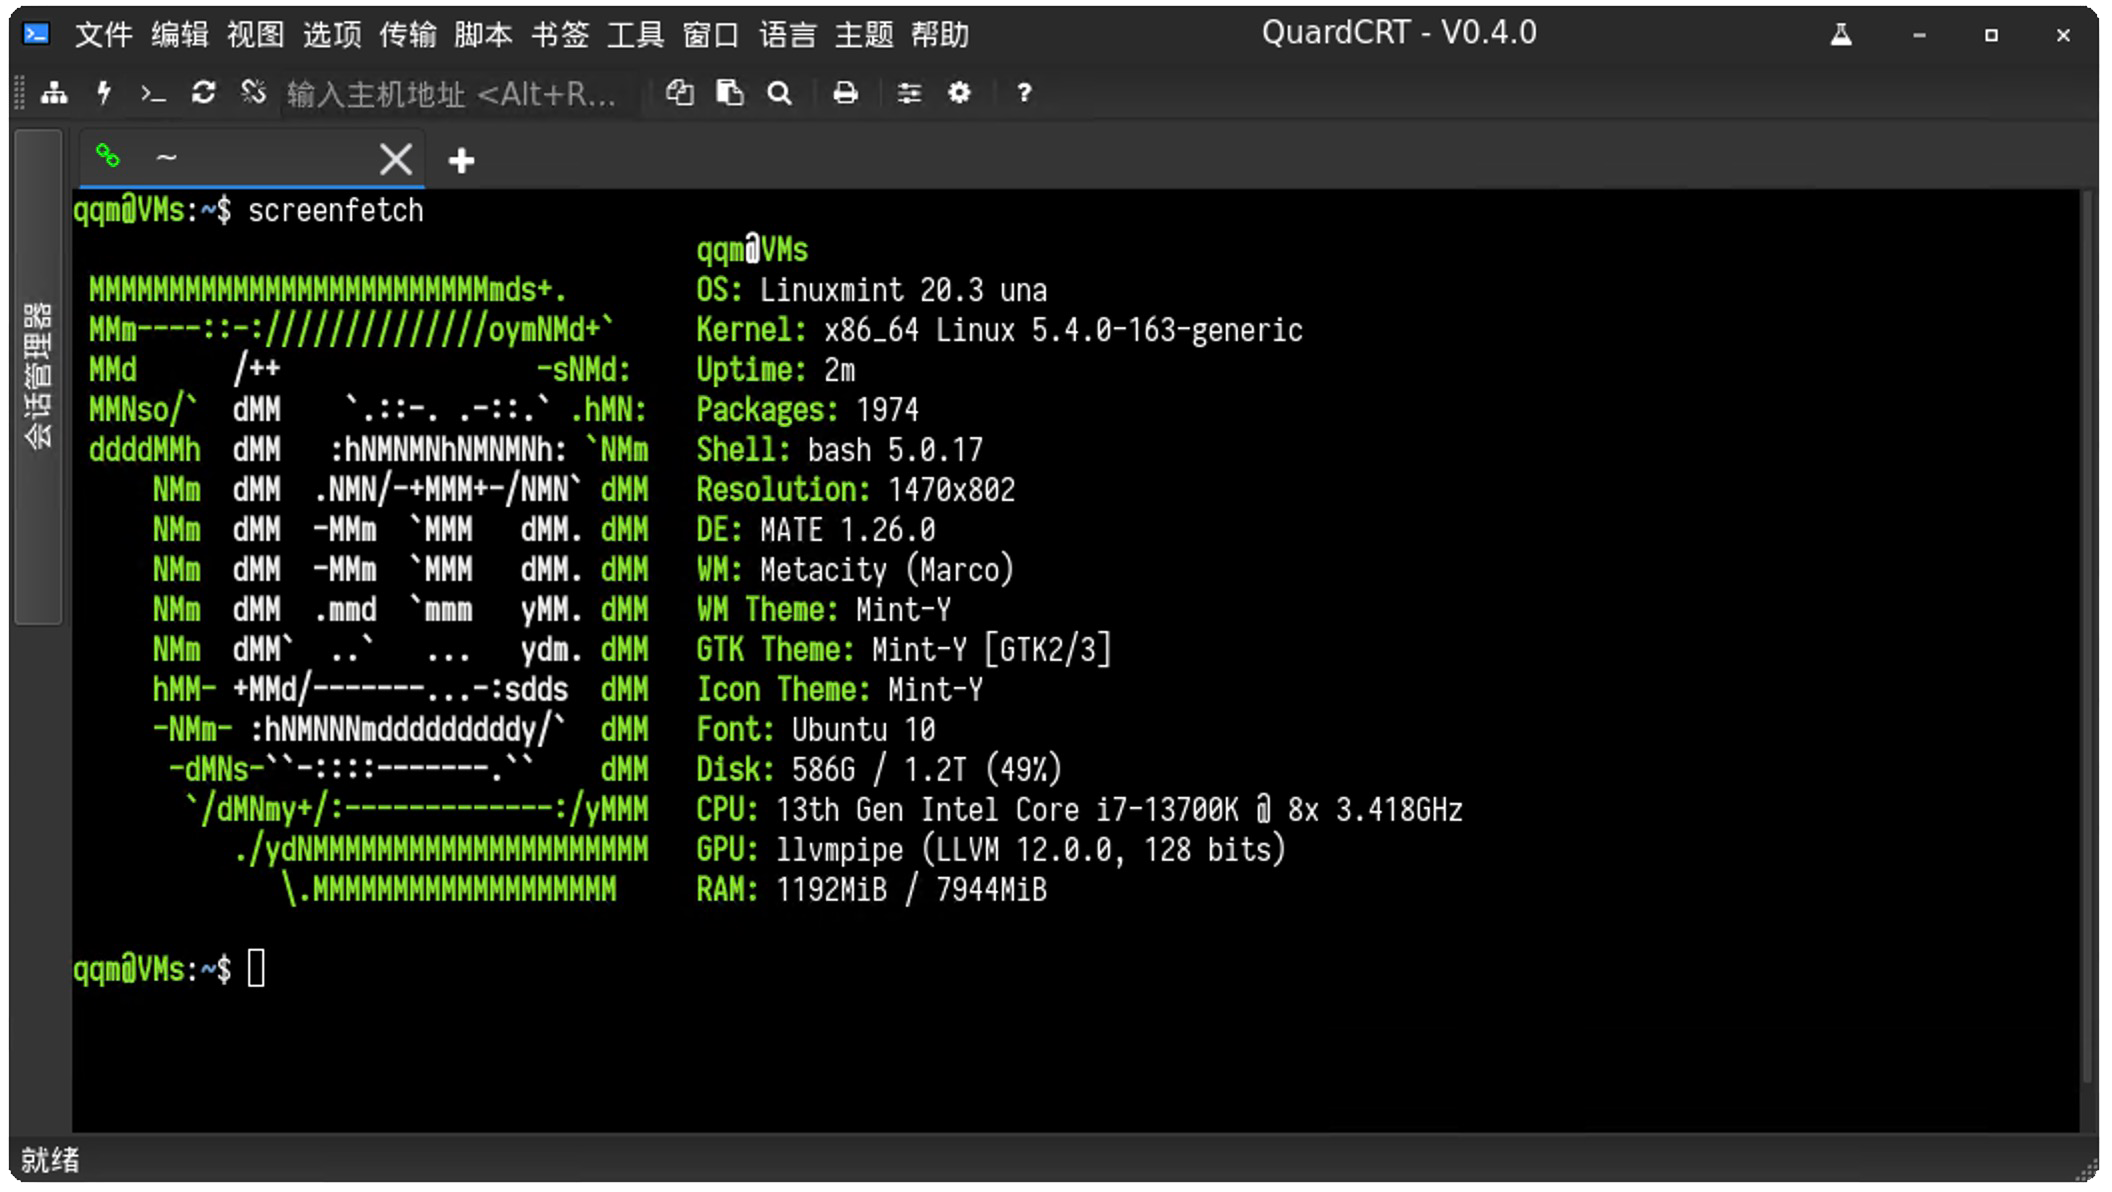 文件 编辑 视图 选项 传输 脚本 书签 工具 窗口 语言 主题 帮助 QuardCRT - V0.4.0
输入主机地址 <Alt+R...
~
会话管理器
qqm@VMs:~$ screenfetch
qqm@VMs
MMMMMMMMMMMMMMMMMMMMMMMMMmds+. OS: Linuxmint 20.3 una
MMm----::-://////////////oymNMd+` Kernel: x86_64 Linux 5.4.0-163-generic
MMd /++ -sNMd: Uptime: 2m
MMNso/` dMM `.::-. .-::.` .hMN: Packages: 1974
ddddMMh dMM :hNMNMNhNMNMNh: `NMm Shell: bash 5.0.17
NMm dMM .NMN/-+MMM+-/NMN` dMM Resolution: 1470x802
NMm dMM -MMm `MMM dMM. dMM DE: MATE 1.26.0
NMm dMM -MMm `MMM dMM. dMM WM: Metacity (Marco)
NMm dMM .mmd `mmm yMM. dMM WM Theme: Mint-Y
NMm dMM` ..` ... ydm. dMM GTK Theme: Mint-Y [GTK2/3]
hMM- +MMd/-------...-:sdds dMM Icon Theme: Mint-Y
-NMm- :hNMNNNmdddddddddy/` dMM Font: Ubuntu 10
-dMNs-``-::::-------.`` dMM Disk: 586G / 1.2T (49%)
`/dMNmy+/:-------------:/yMMM CPU: 13th Gen Intel Core i7-13700K @ 8x 3.418GHz
./ydNMMMMMMMMMMMMMMMMMMMMM GPU: llvmpipe (LLVM 12.0.0, 128 bits)
\.MMMMMMMMMMMMMMMMMMM RAM: 1192MiB / 7944MiB
qqm@VMs:~$
就绪